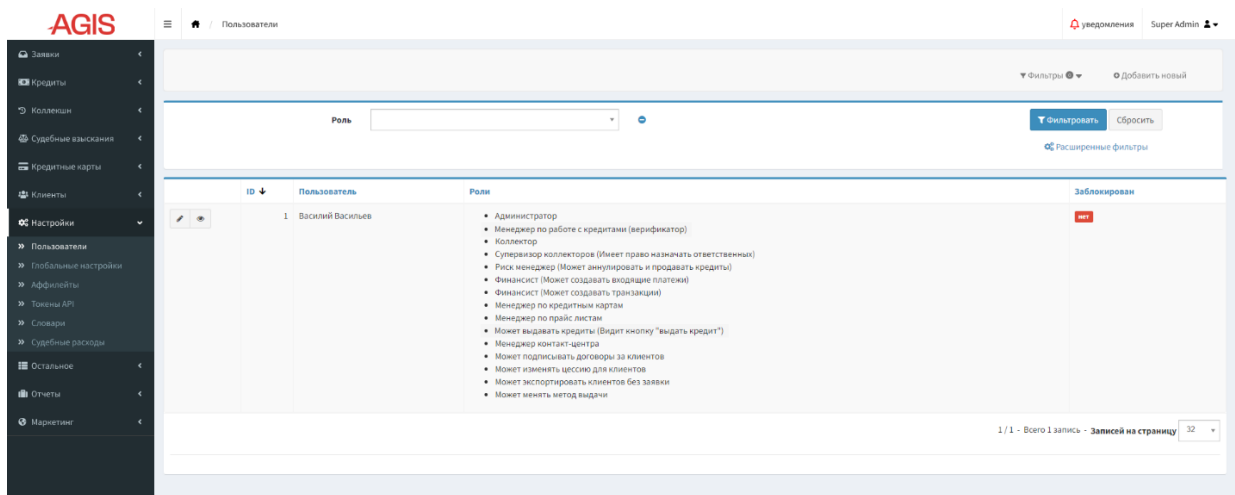 AGIS
/ Пользователи
уведомления Super Admin
Заявки
Кредиты
Коллекшн
Судебные взыскания
Кредитные карты
Клиенты
Настройки
Пользователи
Глобальные настройки
Аффилейты
Токены API
Словари
Судебные расходы
Остальное
Отчеты
Маркетинг
Фильтры 0 Добавить новый
Роль Фильтровать Сбросить
Расширенные фильтры
ID Пользователь Роли Заблокирован
1 Василий Васильев
нет
Администратор
Менеджер по работе с кредитами (верификатор)
Коллектор
Супервизор коллекторов (Имеет право назначать ответственных)
Риск менеджер (Может аннулировать и продавать кредиты)
Финансист (Может создавать входящие платежи)
Финансист (Может создавать транзакции)
Менеджер по кредитным картам
Менеджер по прайс листам
Может выдавать кредиты (Видит кнопку "выдать кредит")
Менеджер контакт-центра
Может подписывать договоры за клиентов
Может изменять цессию для клиентов
Может экспортировать клиентов без заявки
Может менять метод выдачи
1 / 1 - Всего 1 запись - Записей на страницу 32